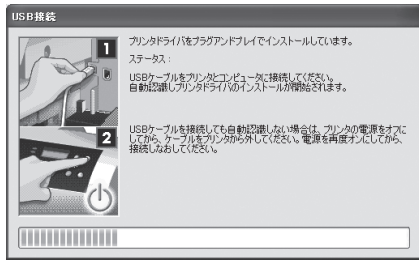 USB接続
プリンタドライバをプラグアンドプレイでインストールしています。
ステータス：
USBケーブルをプリンタとコンピュータに接続してください。
自動認識しプリンタドライバのインストールが開始されます。
1
USBケーブルを接続しても自動認識しない場合は、プリンタの電源をオフに
してから、ケーブルをプリンタから外してください。電源を再度オンにしてから、
接続しなおしてください。
2